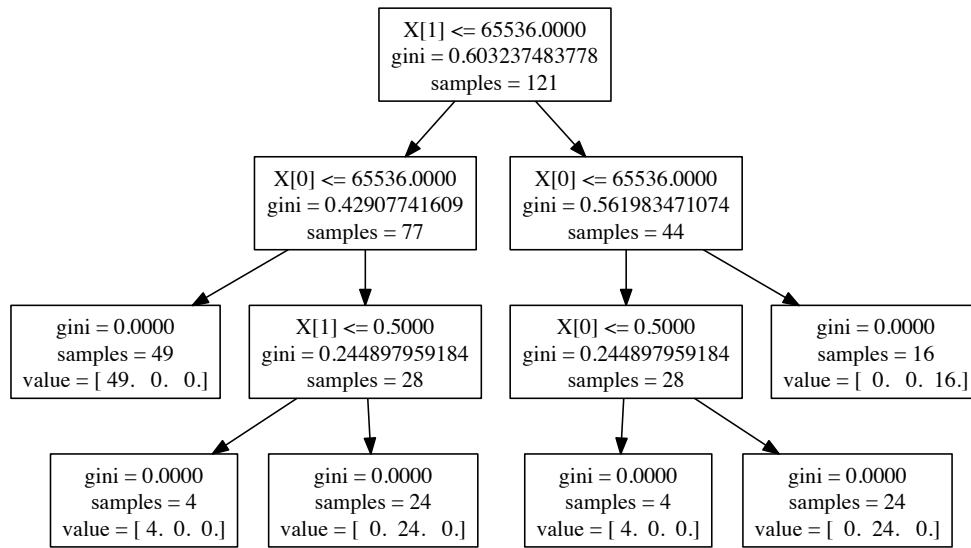 X[1] <= 65536.0000
gini = 0.603237483778
samples = 121
X[0] <= 65536.0000
gini = 0.42907741609
samples = 77
X[0] <= 65536.0000
gini = 0.561983471074
samples = 44
gini = 0.0000
samples = 49
value = [ 49. 0. 0.]
X[1] <= 0.5000
gini = 0.244897959184
samples = 28
X[0] <= 0.5000
gini = 0.244897959184
samples = 28
gini = 0.0000
samples = 16
value = [ 0. 0. 16.]
gini = 0.0000
samples = 4
value = [ 4. 0. 0.]
gini = 0.0000
samples = 24
value = [ 0. 24. 0.]
gini = 0.0000
samples = 4
value = [ 4. 0. 0.]
gini = 0.0000
samples = 24
value = [ 0. 24. 0.]